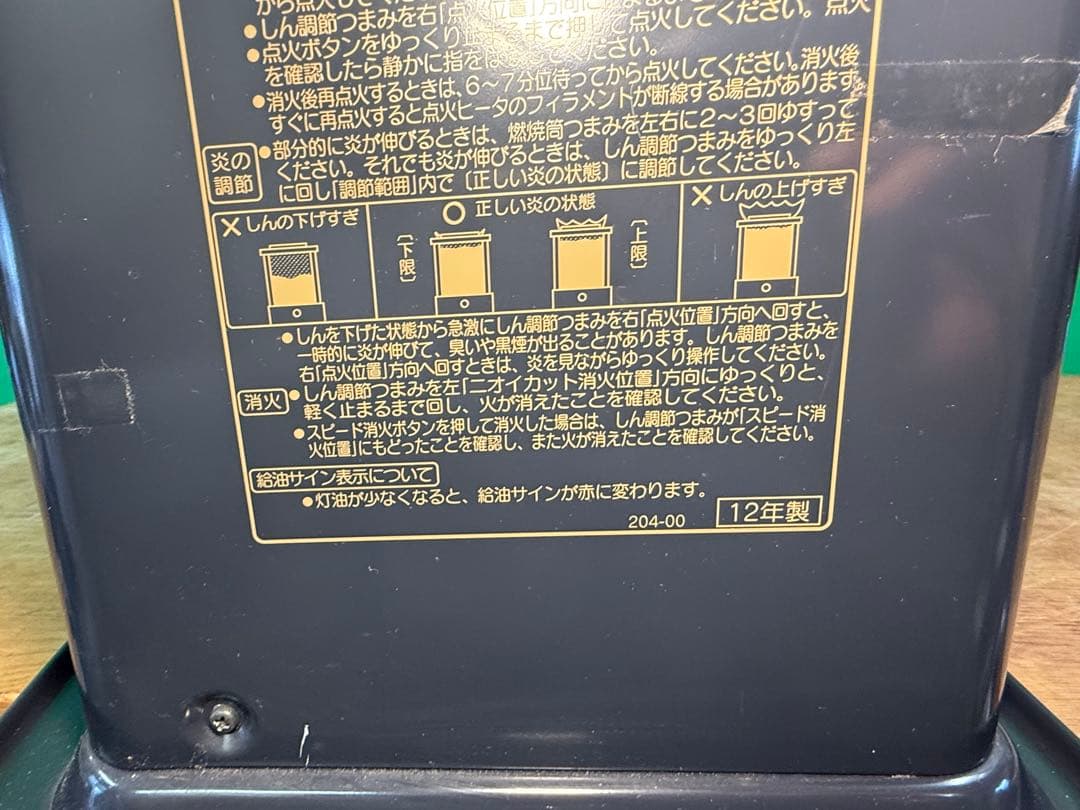 しん調節つまみを右「点火位置」方向に止
●点火ボタンをゆっくり止まるまで押して点火してください。点火
を確認したら静かに指をはなしてください。
●消火後再点火するときは、6～7分位待ってから点火してください。消火後
すぐに再点火すると点火ヒータのフィラメントが断線する場合があります。
炎の調節
●部分的に炎が伸びるときは、燃焼筒つまみを左右に2～3回ゆすって
ください。それでも炎が伸びるときは、しん調節つまみをゆっくり左
に回し「調節範囲」内で〔正しい炎の状態〕に調節してください。
×しんの下げすぎ
○ 正しい炎の状態
×しんの上げすぎ
〔下限〕
〔上限〕
●しんを下げた状態から急激にしん調節つまみを右「点火位置」方向へ回すと、
一時的に炎が伸びて、臭いや黒煙が出ることがあります。しん調節つまみを
右「点火位置」方向へ回すときは、炎を見ながらゆっくり操作してください。
消火
●しん調節つまみを左「ニオイカット消火位置」方向にゆっくりと、
軽く止まるまで回し、火が消えたことを確認してください。
●スピード消火ボタンを押して消火した場合は、しん調節つまみが「スピード消
火位置」にもどったことを確認し、また火が消えたことを確認してください。
給油サイン表示について
●灯油が少なくなると、給油サインが赤に変わります。
204-00
12年製